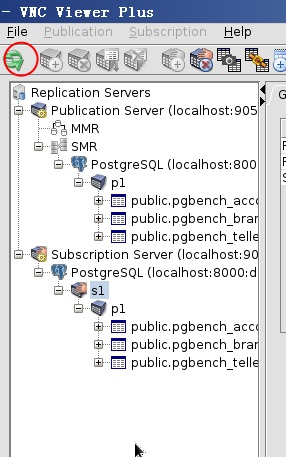 - VNC Viewer Plus
File Publication Subscription Help
Replication Servers
Publication Server (localhost:905
MMR
SMR
PostgreSQL (localhost:800
p1
public.pgbench_acco
public.pgbench_bran
public.pgbench_telle
Subscription Server (localhost:90
PostgreSQL (localhost:8000:d
s1
p1
public.pgbench_acco
public.pgbench_bran
public.pgbench_telle